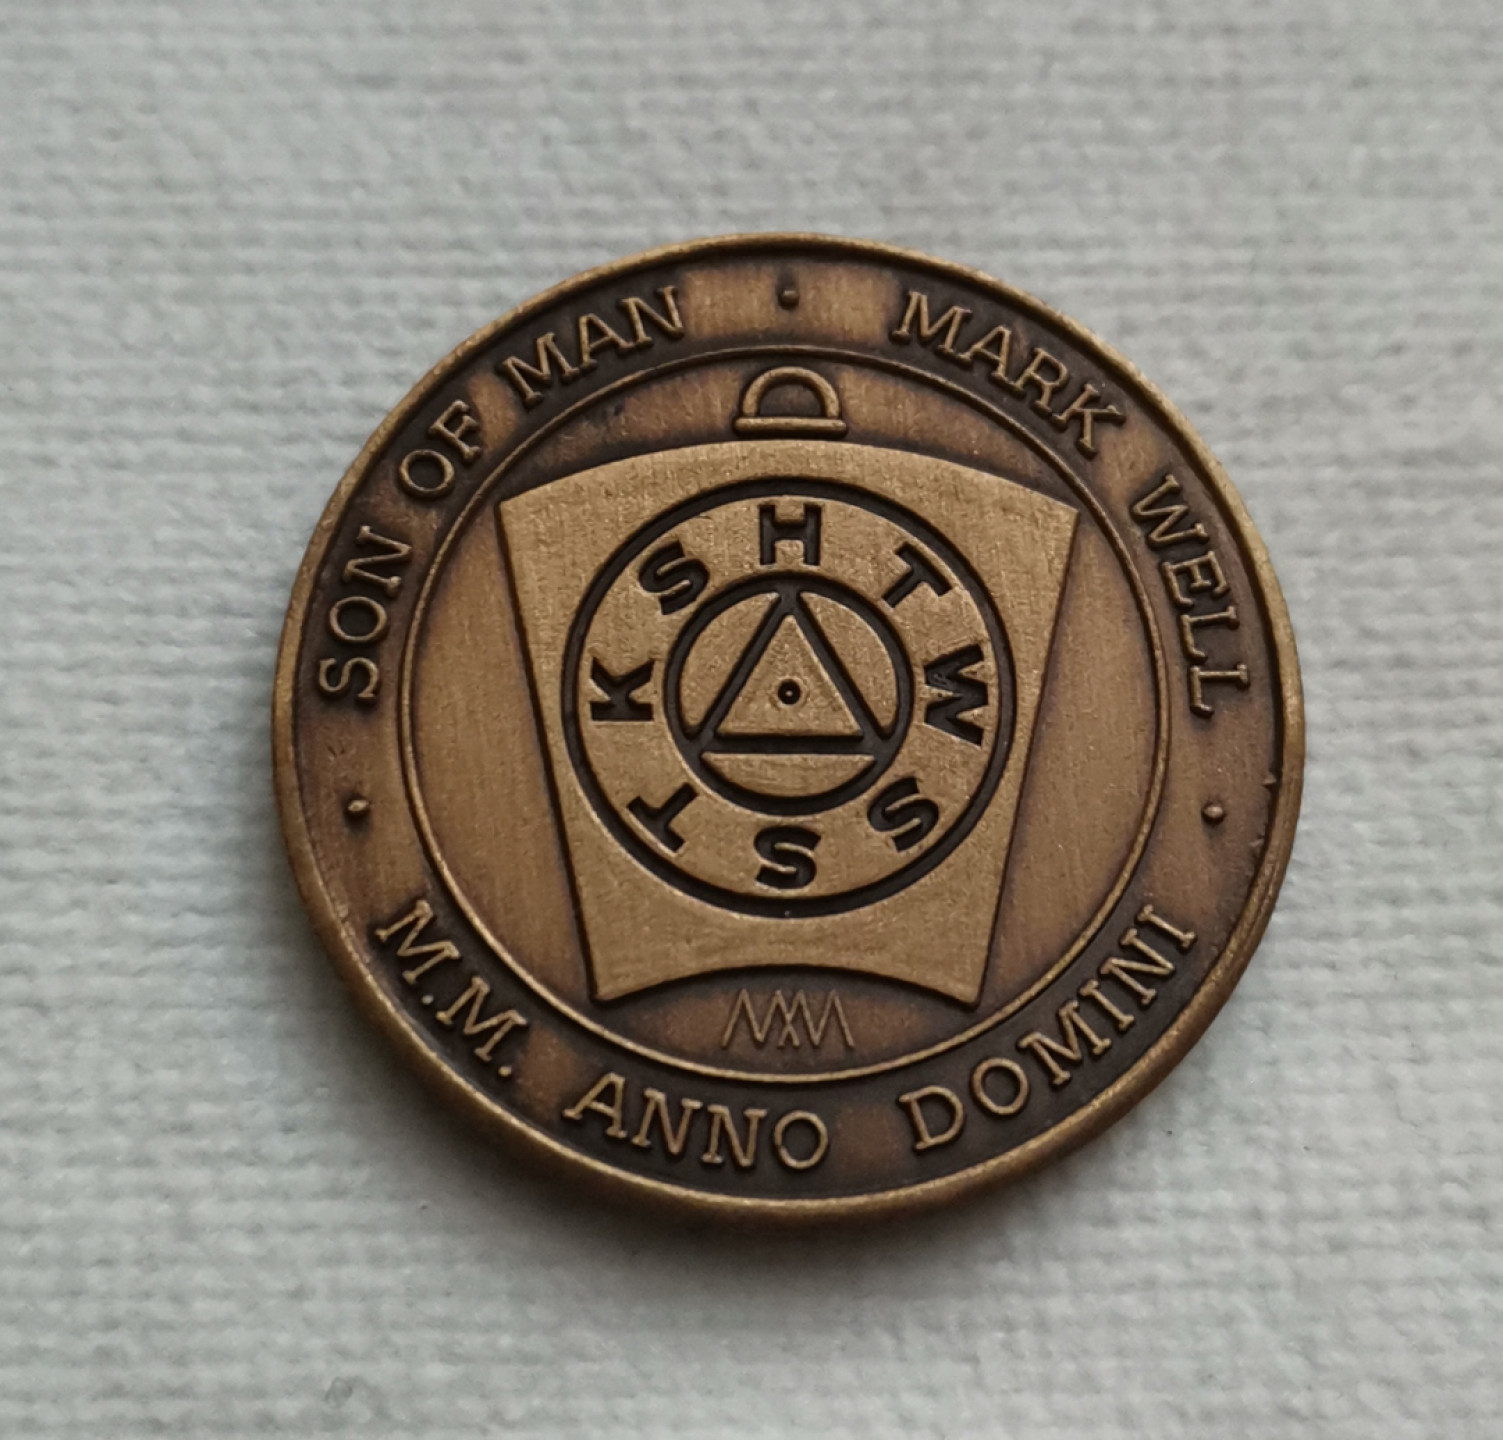 SON OF MAN · MARK WELL ·
M.M. ANNO DOMINI ·
H T W S S T K S